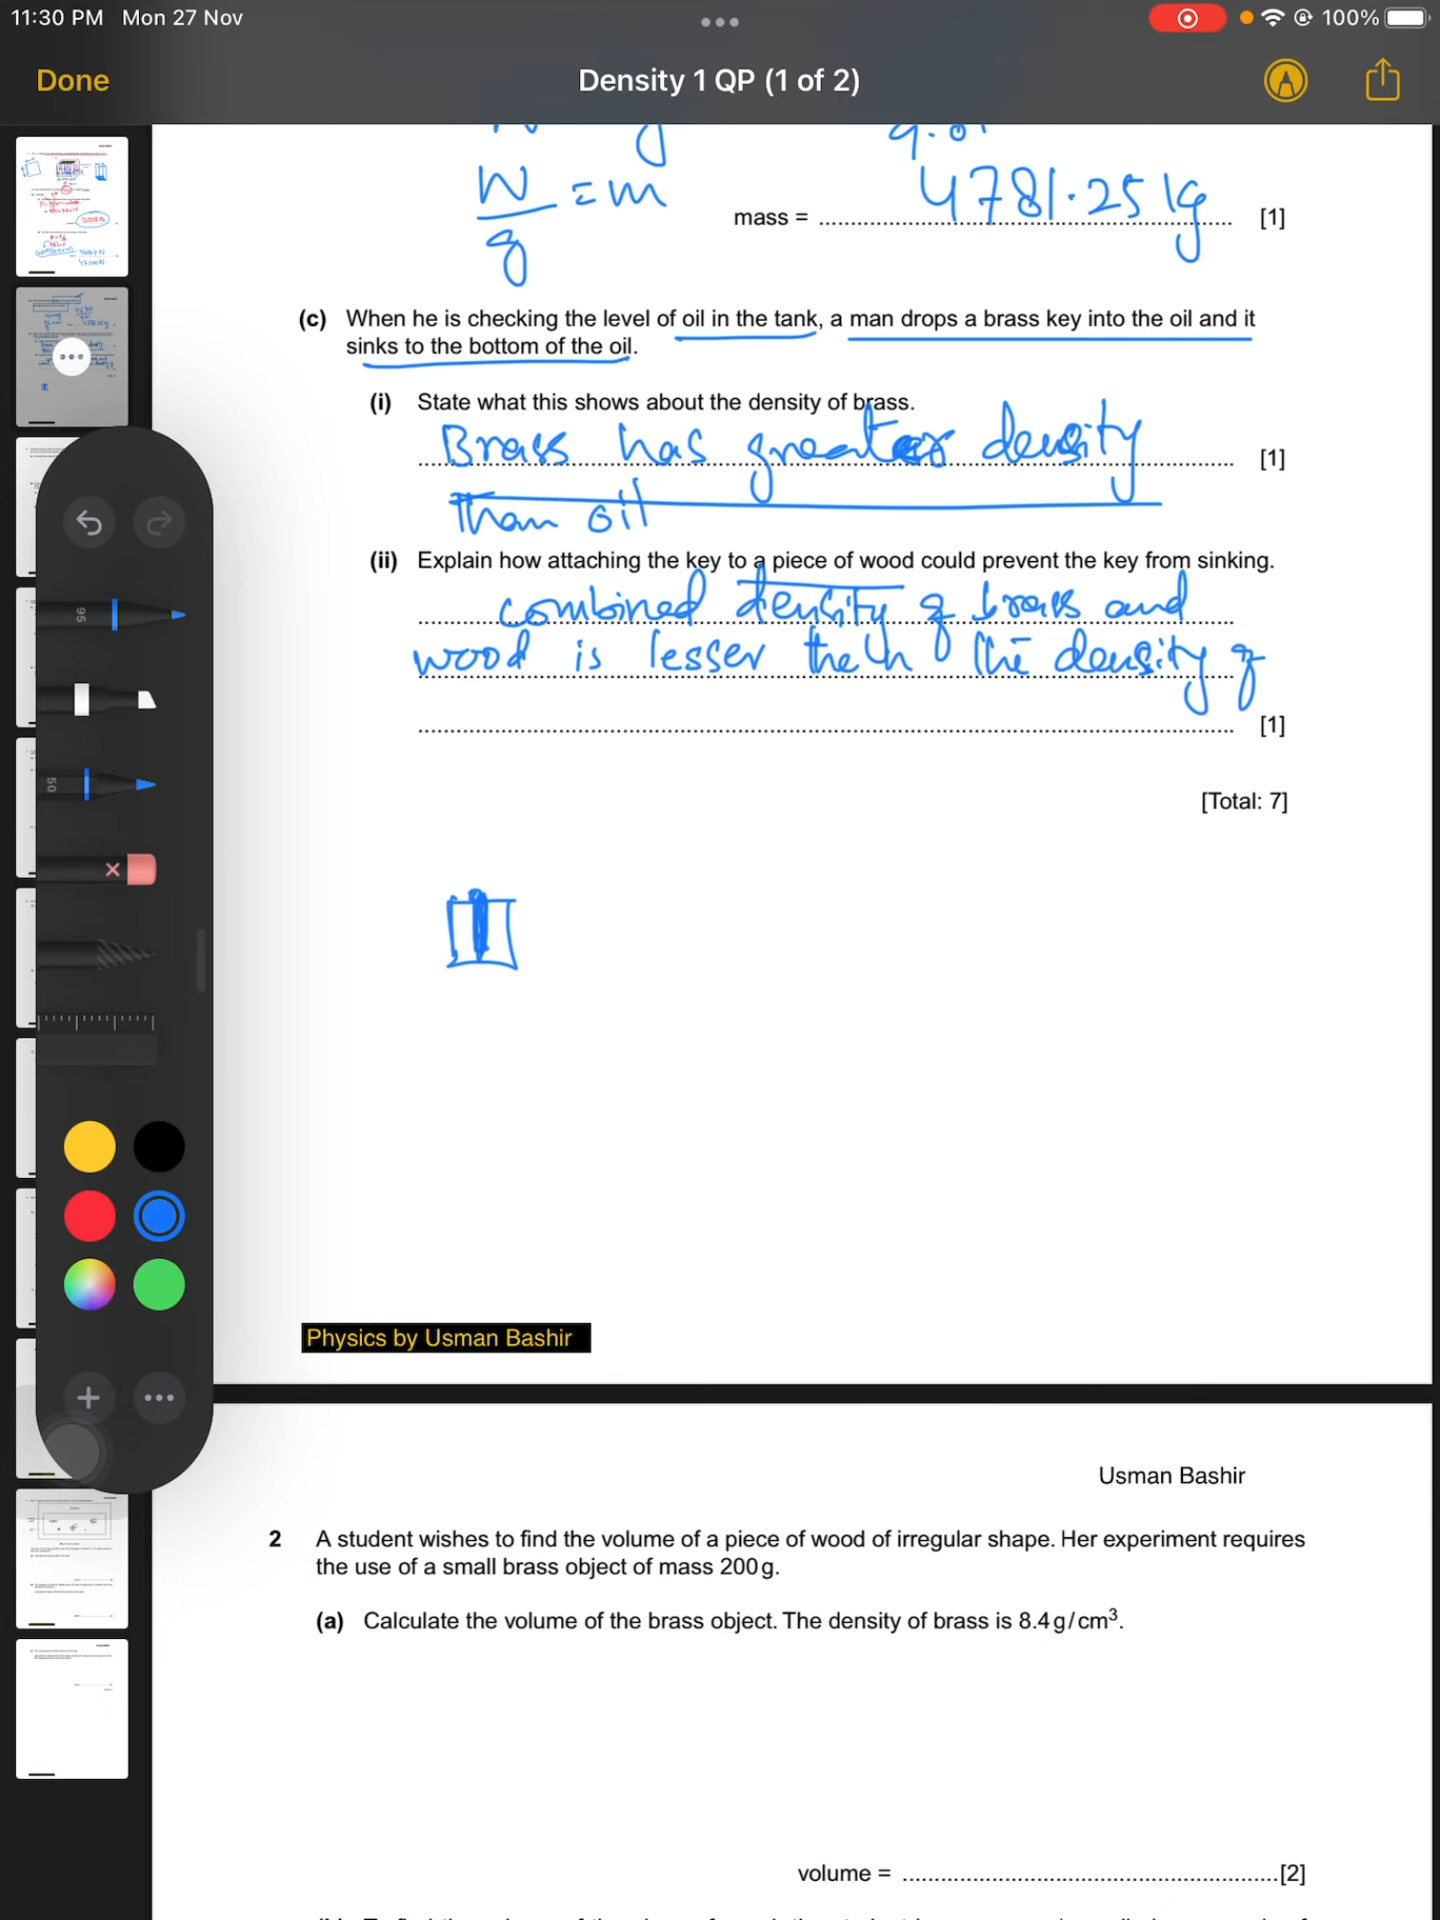 11:30 PM Mon 27 Nov
100%
Done
Density 1 QP (1 of 2)
W/g = m
mass = 4781.25 kg [1]
(c) When he is checking the level of oil in the tank, a man drops a brass key into the oil and it
sinks to the bottom of the oil.
(i) State what this shows about the density of brass.
Brass has greater density [1]
than oil
(ii) Explain how attaching the key to a piece of wood could prevent the key from sinking.
combined density of brass and
wood is lesser then the density of
[1]
[Total: 7]
95
50
Physics by Usman Bashir
Usman Bashir
2 A student wishes to find the volume of a piece of wood of irregular shape. Her experiment requires
the use of a small brass object of mass 200 g.
(a) Calculate the volume of the brass object. The density of brass is 8.4 g/cm³.
volume = [2]